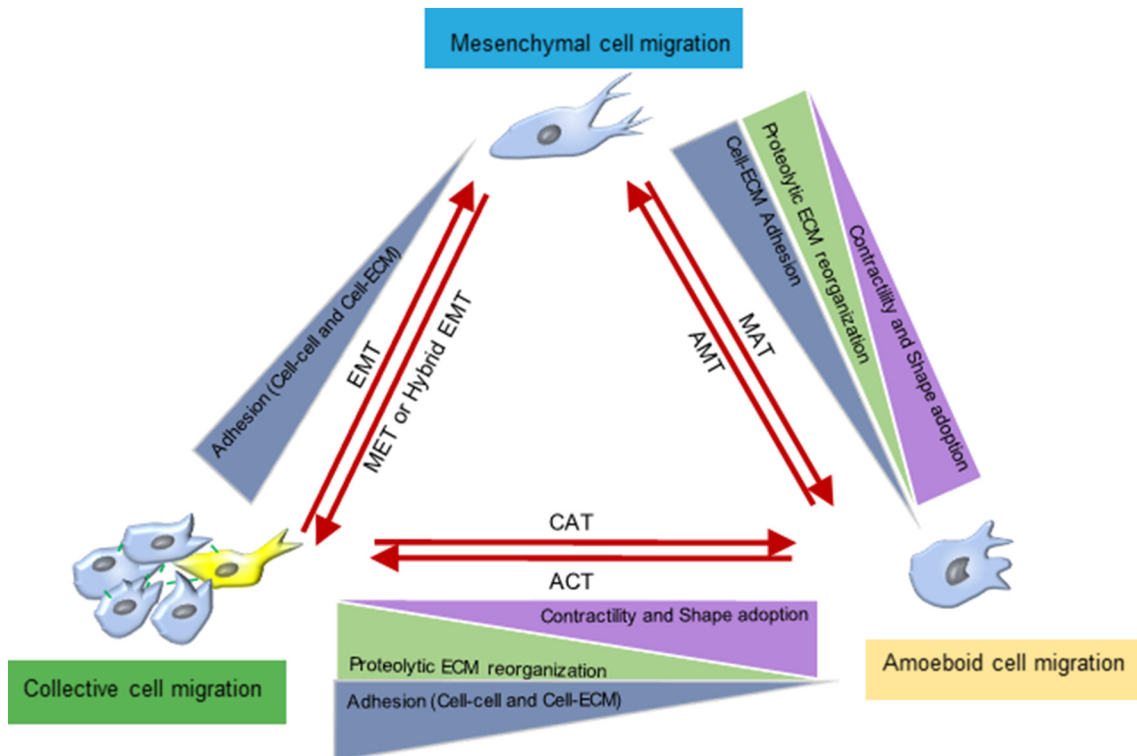 Mesenchymal cell migration
Adhesion (Cell-cell and Cell-ECM)
EMT
MET or Hybrid EMT
MAT
AMT
Cell-ECM Adhesion
Proteolytic ECM reorganization
Contractility and Shape adoption
CAT
ACT
Contractility and Shape adoption
Proteolytic ECM reorganization
Adhesion (Cell-cell and Cell-ECM)
Collective cell migration
Amoeboid cell migration